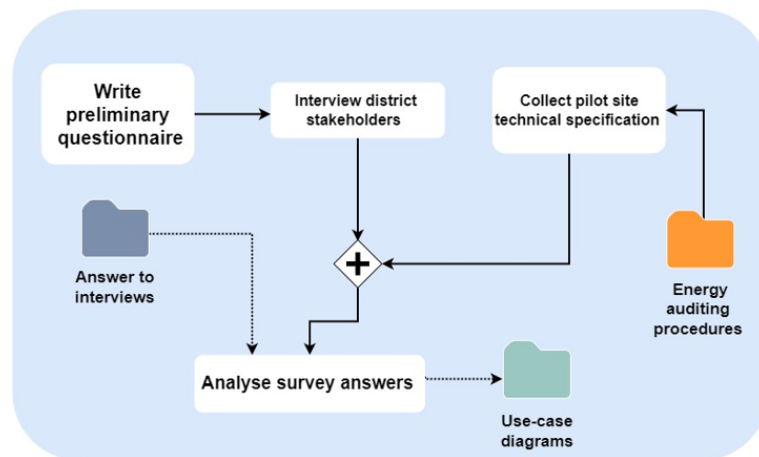 Write
preliminary
questionnaire
Interview district
stakeholders
Collect pilot site
technical specification
Answer to
interviews
Energy
auditing
procedures
Analyse survey answers
Use-case
diagrams